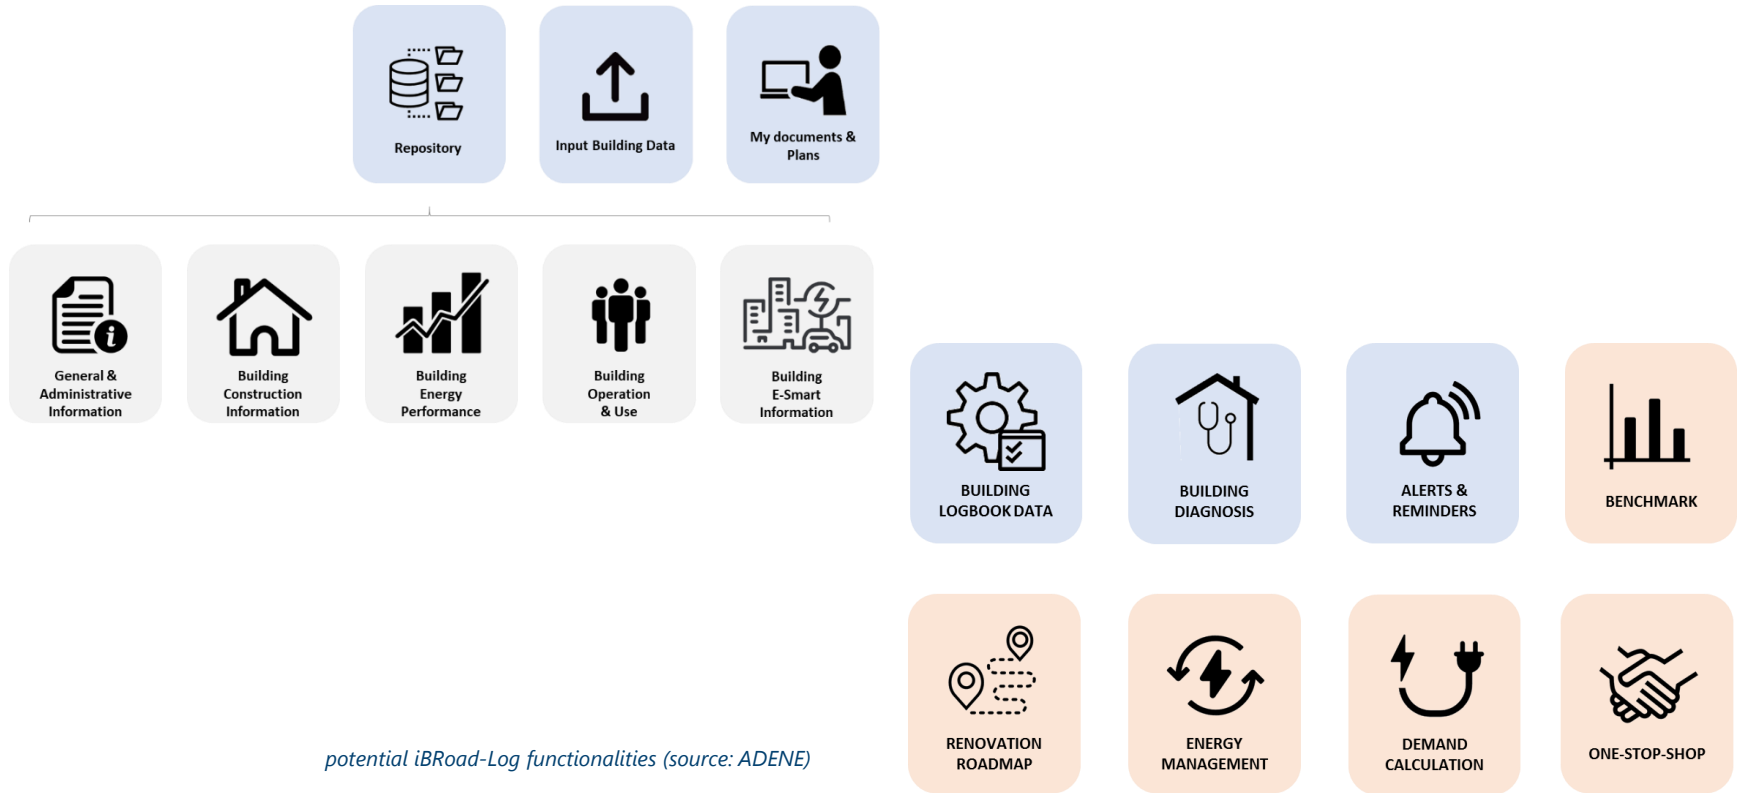 Repository
Input Building Data
My documents &
Plans
General &
Administrative
Information
Building
Construction
Information
Building
Energy
Performance
Building
Operation
& Use
Building
E-Smart
Information
BUILDING
LOGBOOK DATA
BUILDING
DIAGNOSIS
ALERTS &
REMINDERS
BENCHMARK
RENOVATION
ROADMAP
ENERGY
MANAGEMENT
DEMAND
CALCULATION
ONE-STOP-SHOP
potential iBRoad-Log functionalities (source: ADENE)